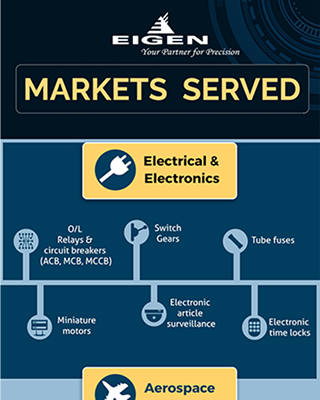 EIGEN
Your Partner for Precision
MARKETS SERVED
Electrical &
Electronics
O/L
Relays &
circuit breakers
(ACB, MCB, MCCB)
Switch
Gears
Tube fuses
Miniature
motors
Electronic
article
surveillance
Electronic
time locks
Aerospace